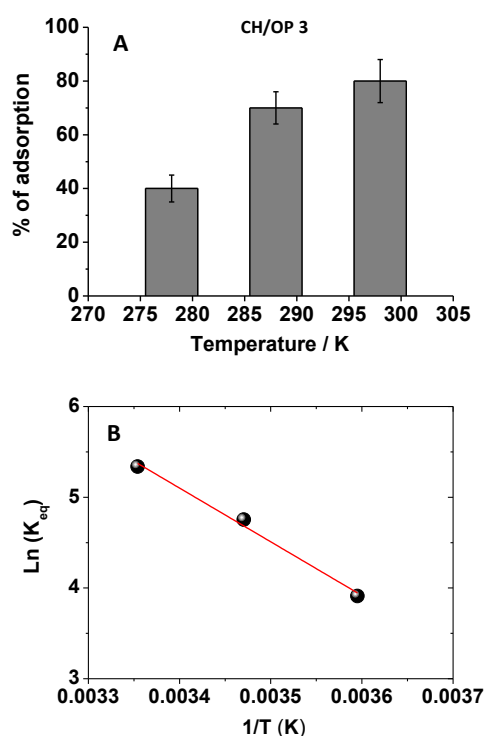 A
CH/OP 3
100
80
60
40
20
0
% of adsorption
270 275 280 285 290 295 300 305
Temperature / K
B
6
5
4
3
Ln (Keq)
0.0033 0.0034 0.0035 0.0036 0.0037
1/T (K)